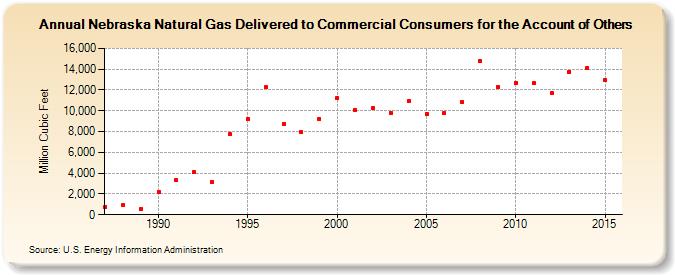 Annual Nebraska Natural Gas Delivered to Commercial Consumers for the Account of Others
Million Cubic Feet
16,000
14,000
12,000
10,000
8,000
6,000
4,000
2,000
0
1990 1995 2000 2005 2010 2015
Source: U.S. Energy Information Administration